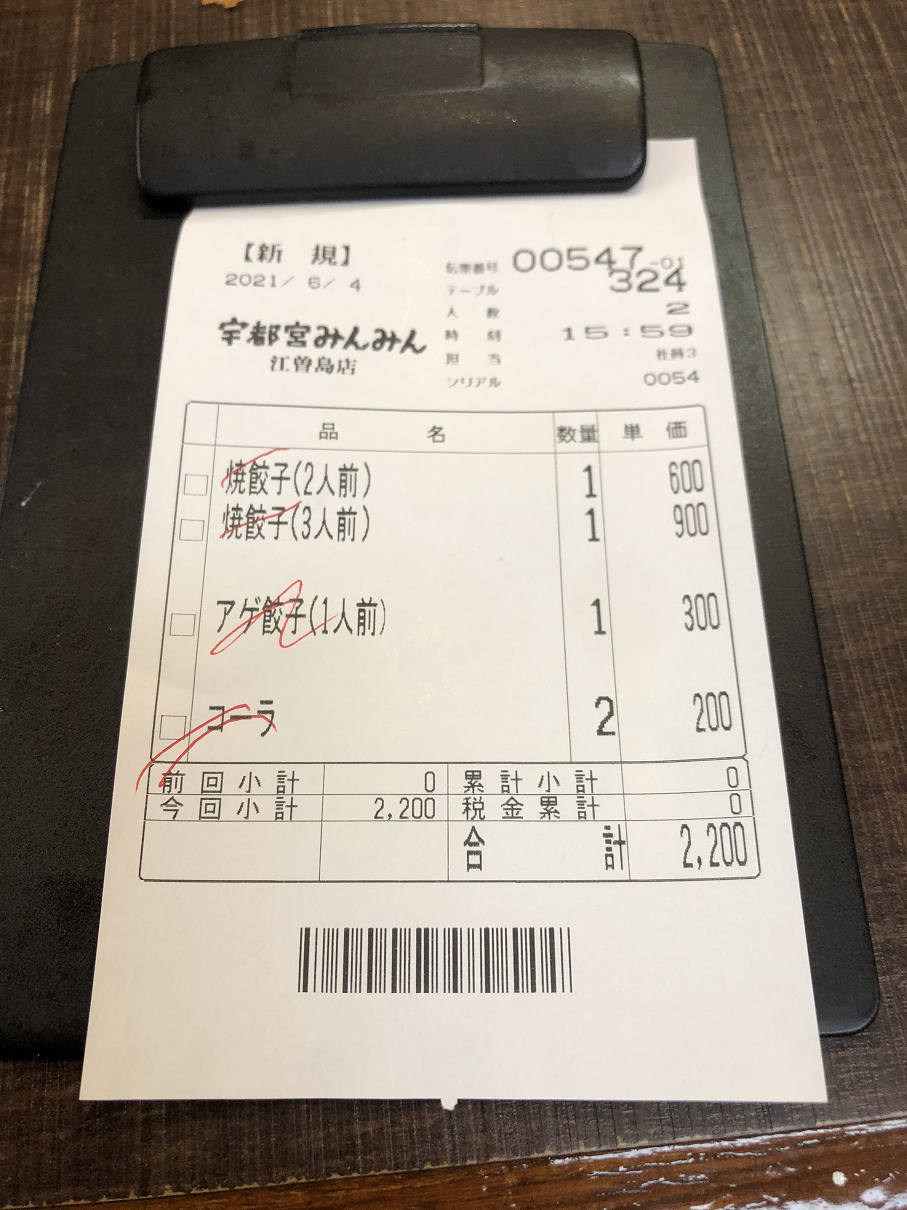 【新 規】
2021/ 6/ 4
宇都宮みんみん
江曽島店
伝票番号 00547-01
テーブル 324
人 数 2
時 刻 15:59
担 当 社員3
シリアル 0054
品 名 数量 単 価
焼餃子(2人前) 1 600
焼餃子(3人前) 1 900
アゲ餃子(1人前) 1 300
コーラ 2 200
前回小計 0 累計小計 0
今回小計 2,200 税金累計 0
合 計 2,200